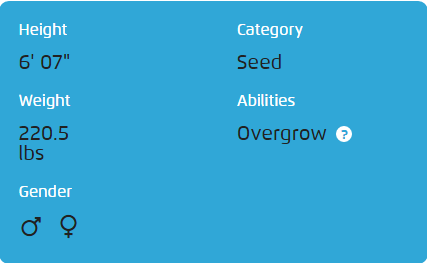 Height
6' 07"
Weight
220.5
lbs
Gender
♂ ♀
Category
Seed
Abilities
Overgrow ?